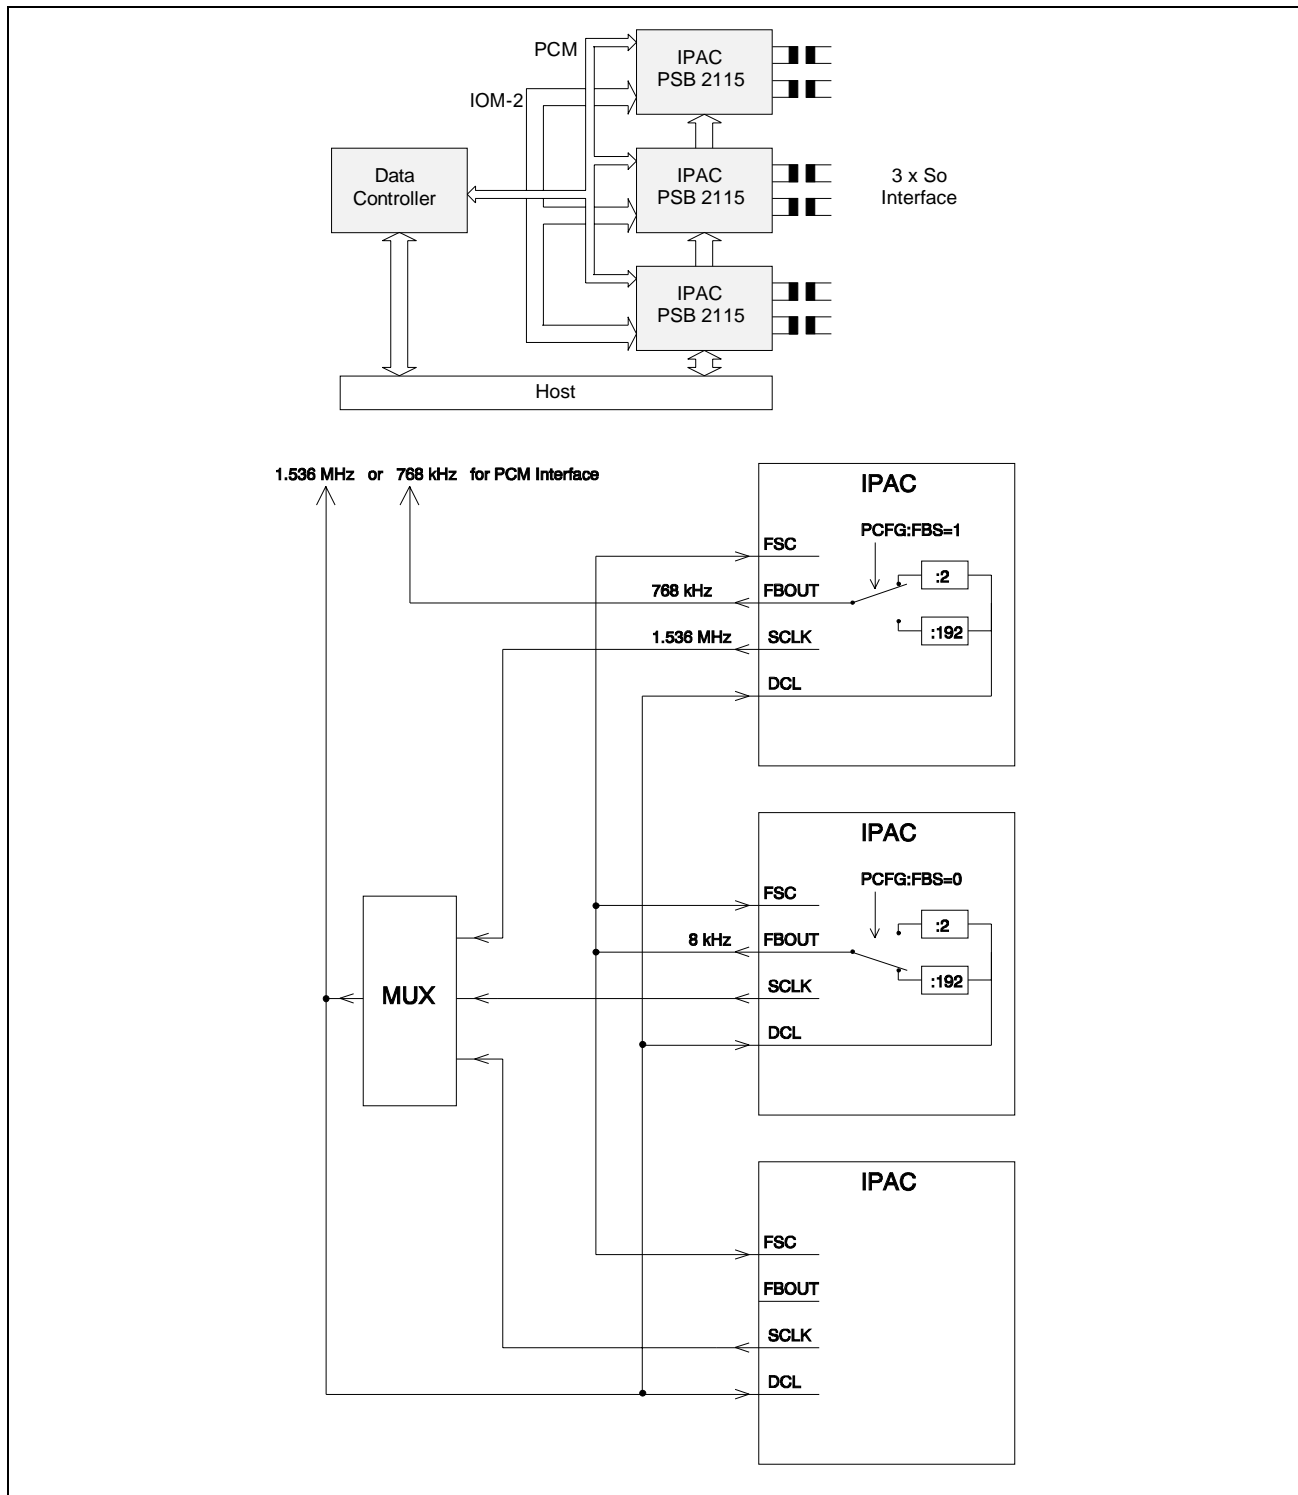 PCM
IPAC
PSB 2115
IOM-2
Data
Controller
IPAC
PSB 2115
3 x So
Interface
IPAC
PSB 2115
Host
1.536 MHz or 768 kHz for PCM Interface
IPAC
PCFG:FBS=1
FSC
:2
768 kHz
FBOUT
:192
1.536 MHz
SCLK
DCL
IPAC
PCFG:FBS=0
FSC
:2
8 kHz
FBOUT
:192
MUX
SCLK
DCL
IPAC
FSC
FBOUT
SCLK
DCL